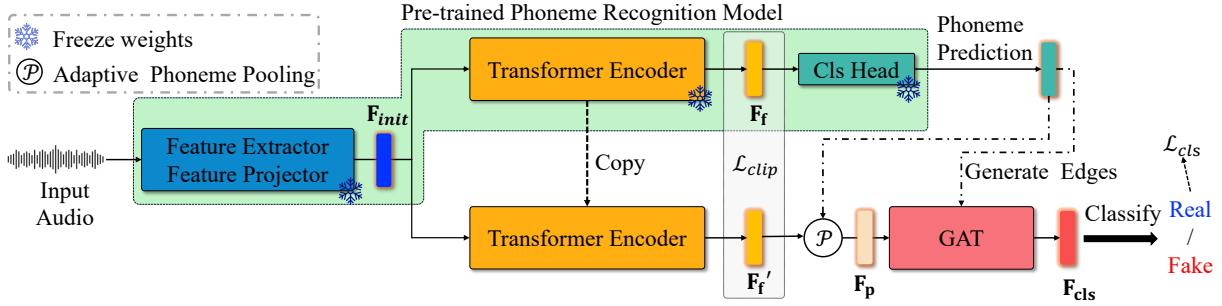 Pre-trained Phoneme Recognition Model
Freeze weights
𝒫 Adaptive Phoneme Pooling
Transformer Encoder
F_f
Cls Head
Phoneme
Prediction
F_init
Feature Extractor
Feature Projector
Input
Audio
Copy
ℒ_clip
Generate Edges
ℒ_cls
Transformer Encoder
F_f′
𝒫
F_p
GAT
F_cls
Classify
Real
/
Fake